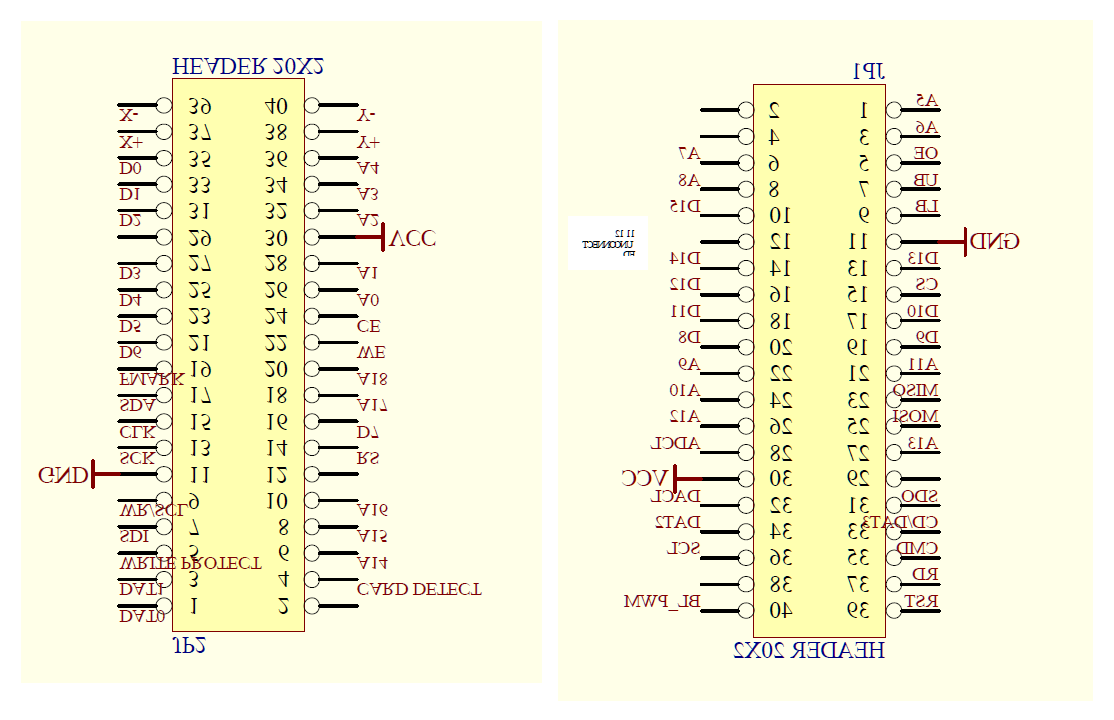 HEADER 20X2
X- 39 40 Y-
X+ 37 38 Y+
D0 35 36 A4
D1 33 34 A3
D2 31 32 A2
29 30 VCC
D3 27 28 A1
D4 25 26 A0
D5 23 24 CE
D6 21 22 WE
FMARK 19 20 A18
SDA 17 18 A17
CLK 15 16 D7
SCK 13 14 RS
GND 11 12
WR/SCL 9 10 A16
SDI 7 8 A15
WRITE PROTECT 5 6 A14
DAT1 3 4 CARD DETECT
DAT0 1 2
JP2
JP1
A5 1 2
A6 3 4
OE 5 6 A7
UB 7 8 A8
LB 9 10 D15
GND 11 12
D13 13 14 D14
CS 15 16 D12
D10 17 18 D11
D9 19 20 D8
A11 21 22 A9
MISO 23 24 A10
MOSI 25 26 A12
A13 27 28 ADCL
29 30 VCC
SDO 31 32 DACL
CD/DAT3 33 34 DAT2
CMD 35 36 SCL
RD 37 38
RST 39 40 BL_PWM
HEADER 20X2
11 12
UNCONNECT
ED